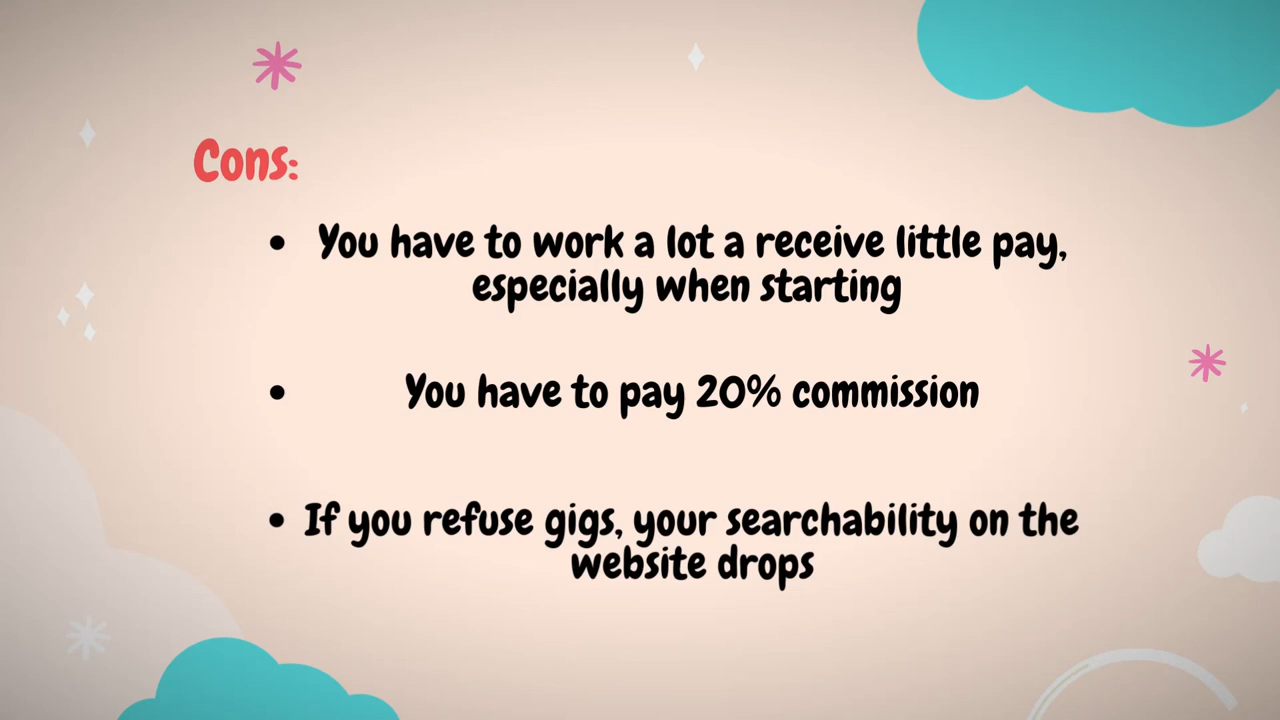 Cons:
• You have to work a lot a receive little pay,
especially when starting
• You have to pay 20% commission
• If you refuse gigs, your searchability on the
website drops